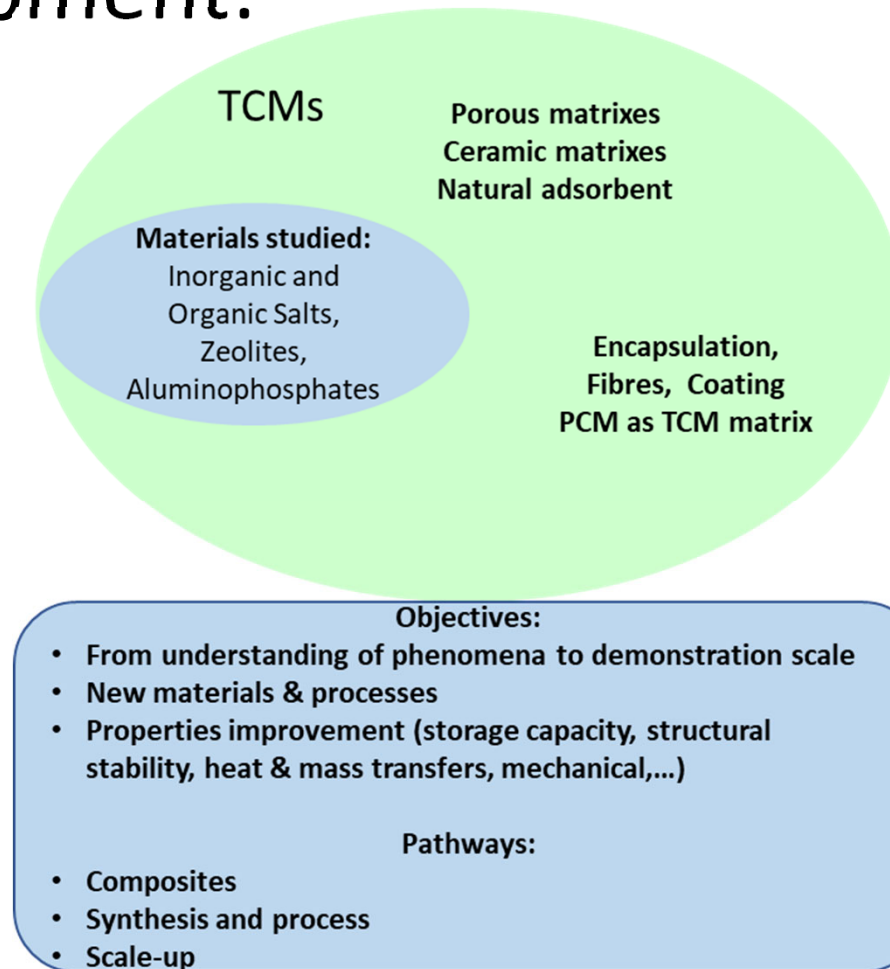 TCMs
Porous matrixes
Ceramic matrixes
Natural adsorbent
Materials studied:
Inorganic and
Organic Salts,
Zeolites,
Aluminophosphates
Encapsulation,
Fibres, Coating
PCM as TCM matrix
Objectives:
• From understanding of phenomena to demonstration scale
• New materials & processes
• Properties improvement (storage capacity, structural
stability, heat & mass transfers, mechanical,...)
Pathways:
• Composites
• Synthesis and process
• Scale-up